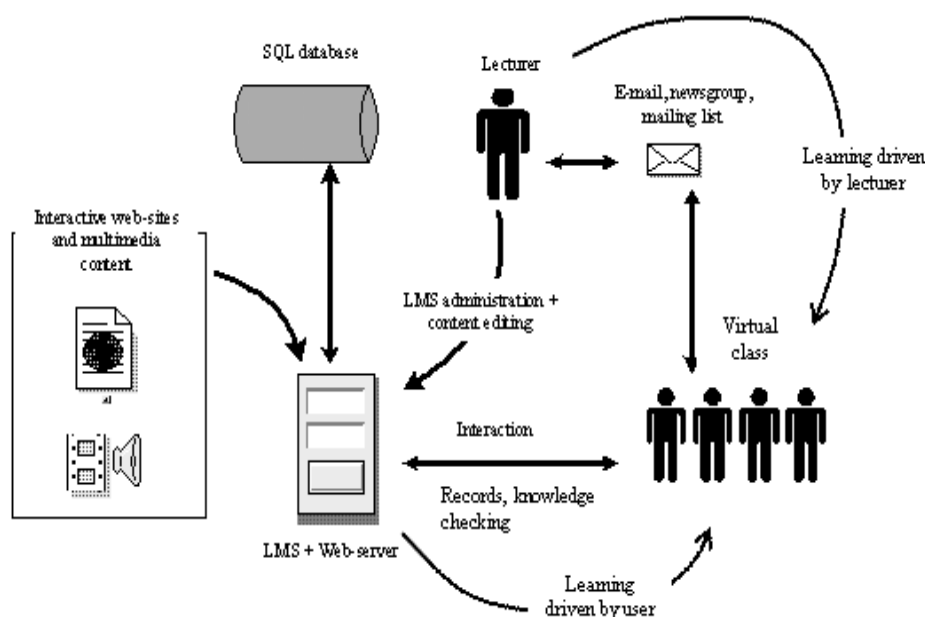 SQL database
Lecturer
E-mail, newsgroup,
mailing list
Learning driven
by lecturer
Interactive web-sites
and multimedia
content
LMS administration +
content editing
Virtual
class
Interaction
Records, knowledge
checking
LMS + Web-server
Learning
driven by user